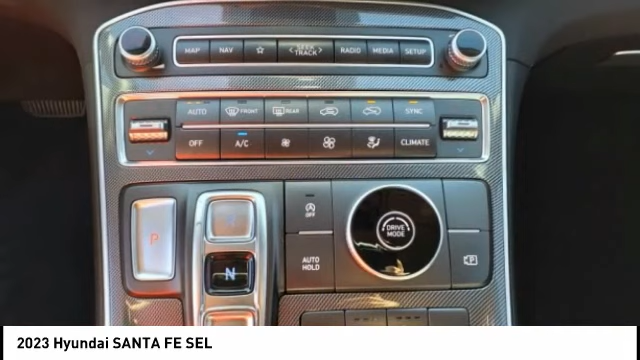 MAP NAV SEEK TRACK RADIO MEDIA SETUP
AUTO FRONT REAR SYNC
OFF A/C CLIMATE
OFF
P
DRIVE MODE
N
AUTO HOLD
2023 Hyundai SANTA FE SEL